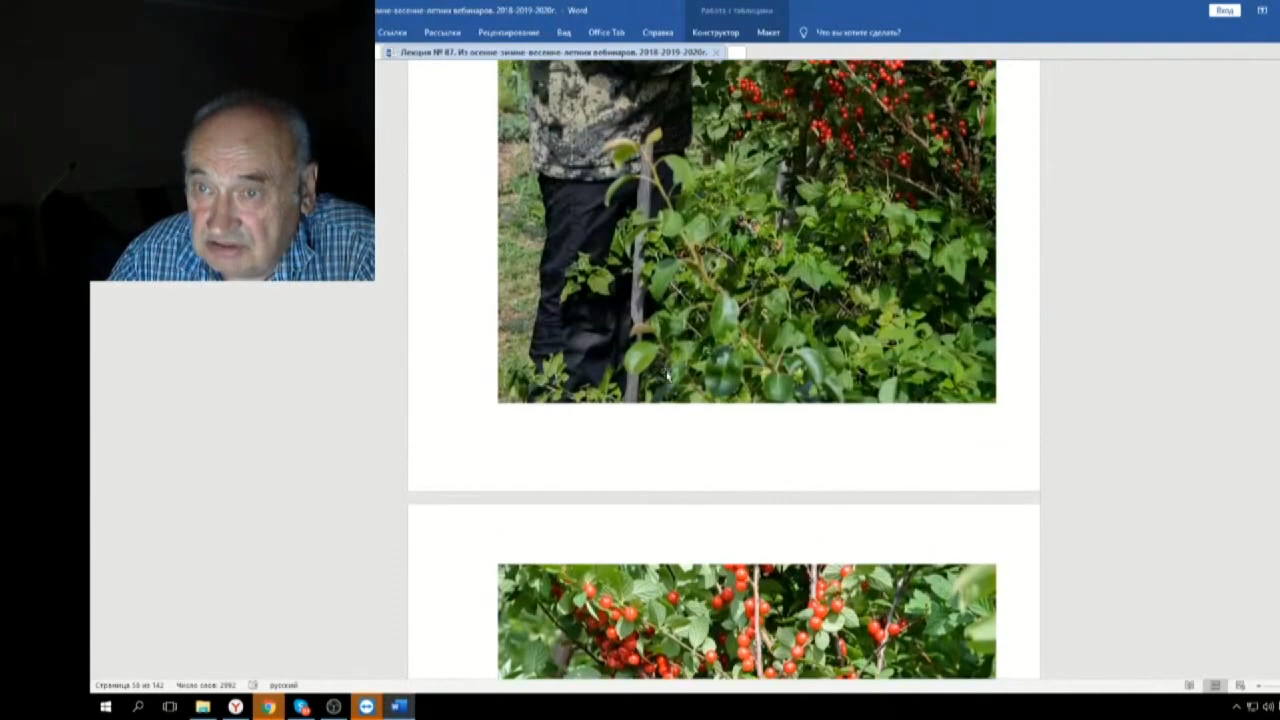 зимне-весенне-летних вебинаров. 2018-2019-2020г. - Word
Работа с таблицами
Вход
Ссылки Рассылки Рецензирование Вид Office Tab Справка Конструктор Макет Что вы хотите сделать?
Лекция № 87. Из осенне-зимне-весенне-летних вебинаров. 2018-2019-2020г.
Страница 56 из 142 Число слов: 2992 русский